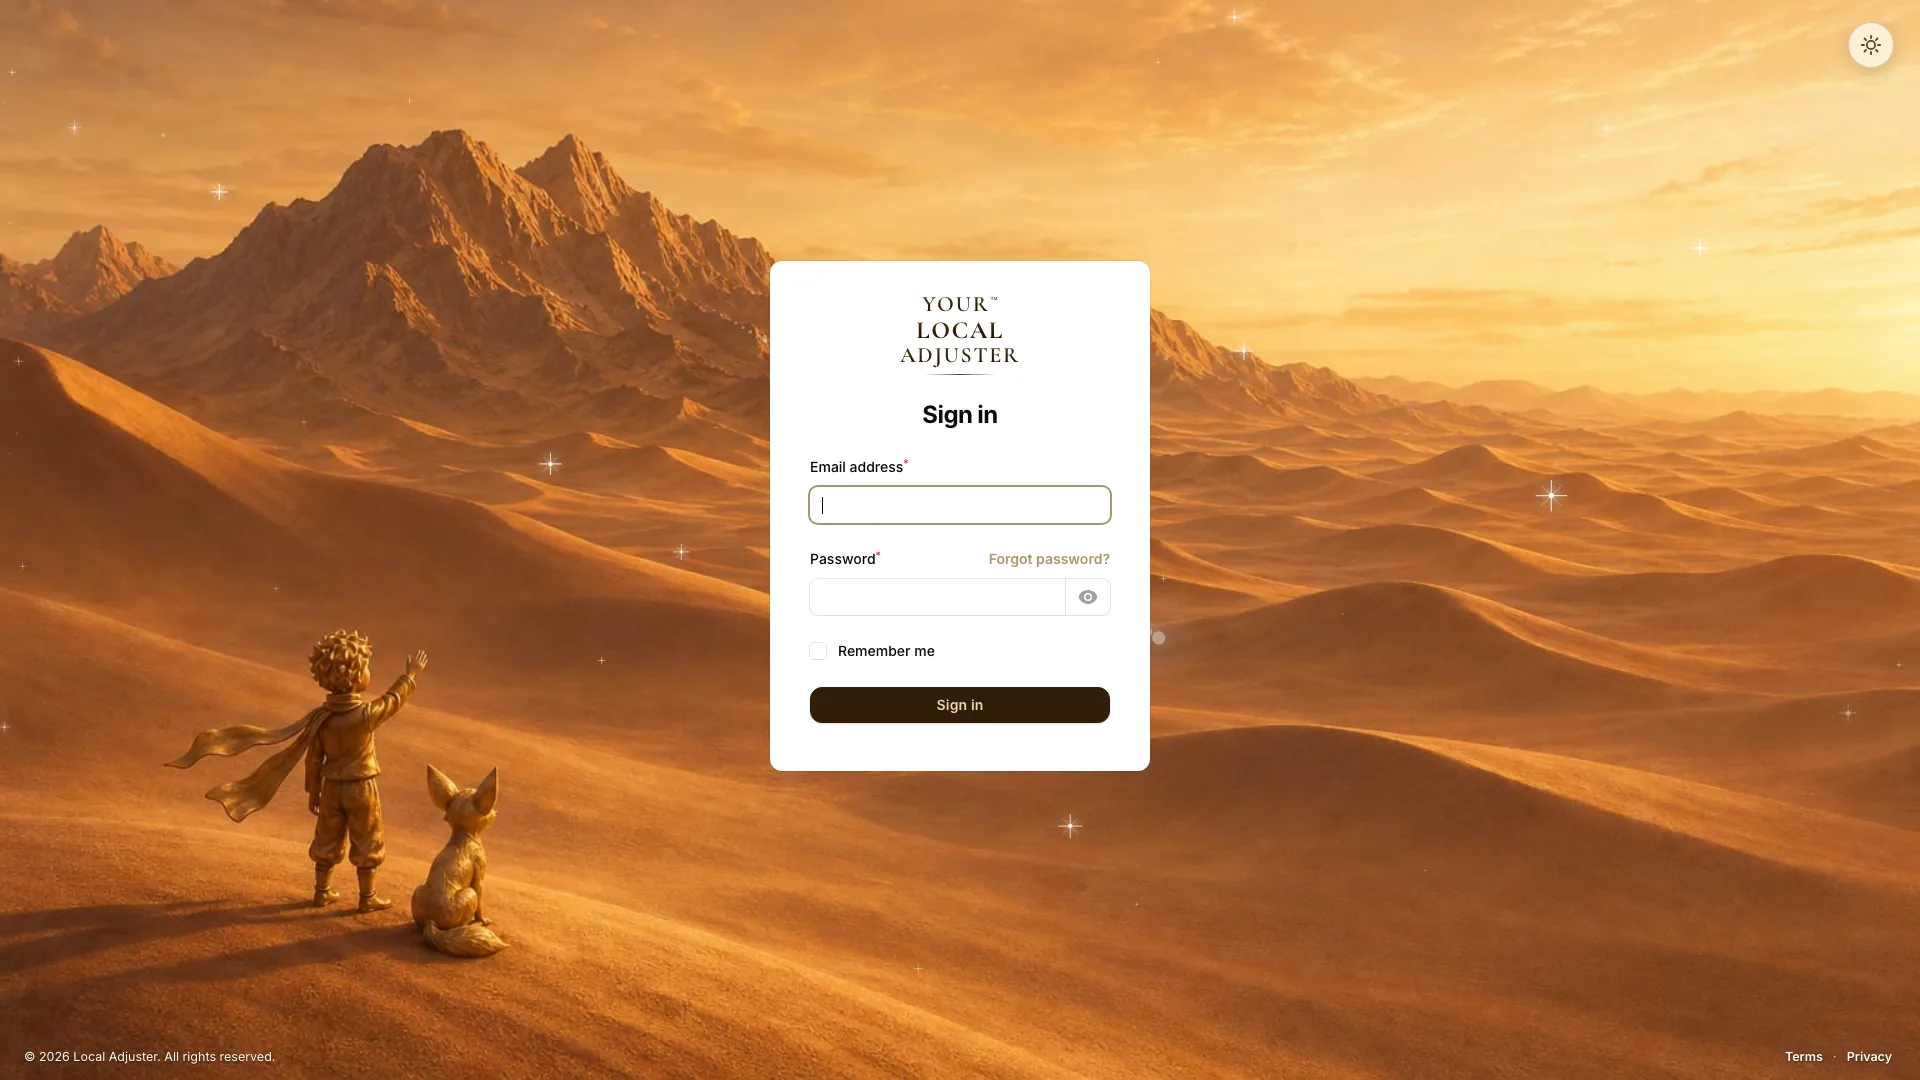 YOUR™
LOCAL
ADJUSTER
Sign in
Email address*
Password* Forgot password?
Remember me
Sign in
© 2026 Local Adjuster. All rights reserved.
Terms · Privacy